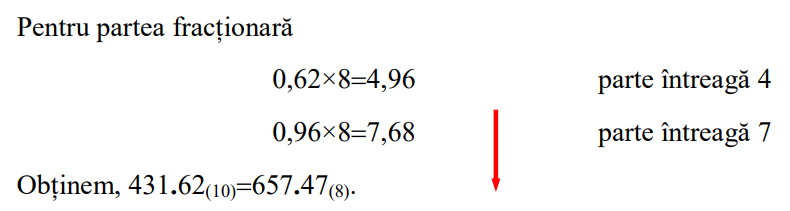 Pentru partea fracționară
0,62×8=4,96 parte întreagă 4
0,96×8=7,68 parte întreagă 7
Obținem, 431.62(10)=657.47(8).